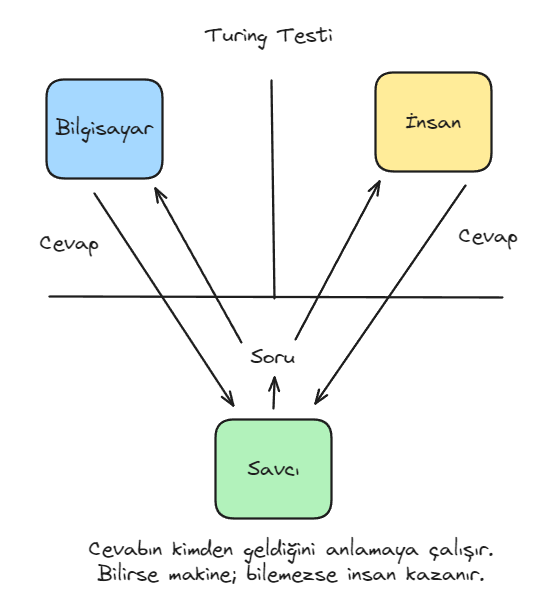 Turing Testi
Bilgisayar
İnsan
Cevap
Cevap
Soru
Savcı
Cevabın kimden geldiğini anlamaya çalışır.
Bilirse makine; bilemezse insan kazanır.